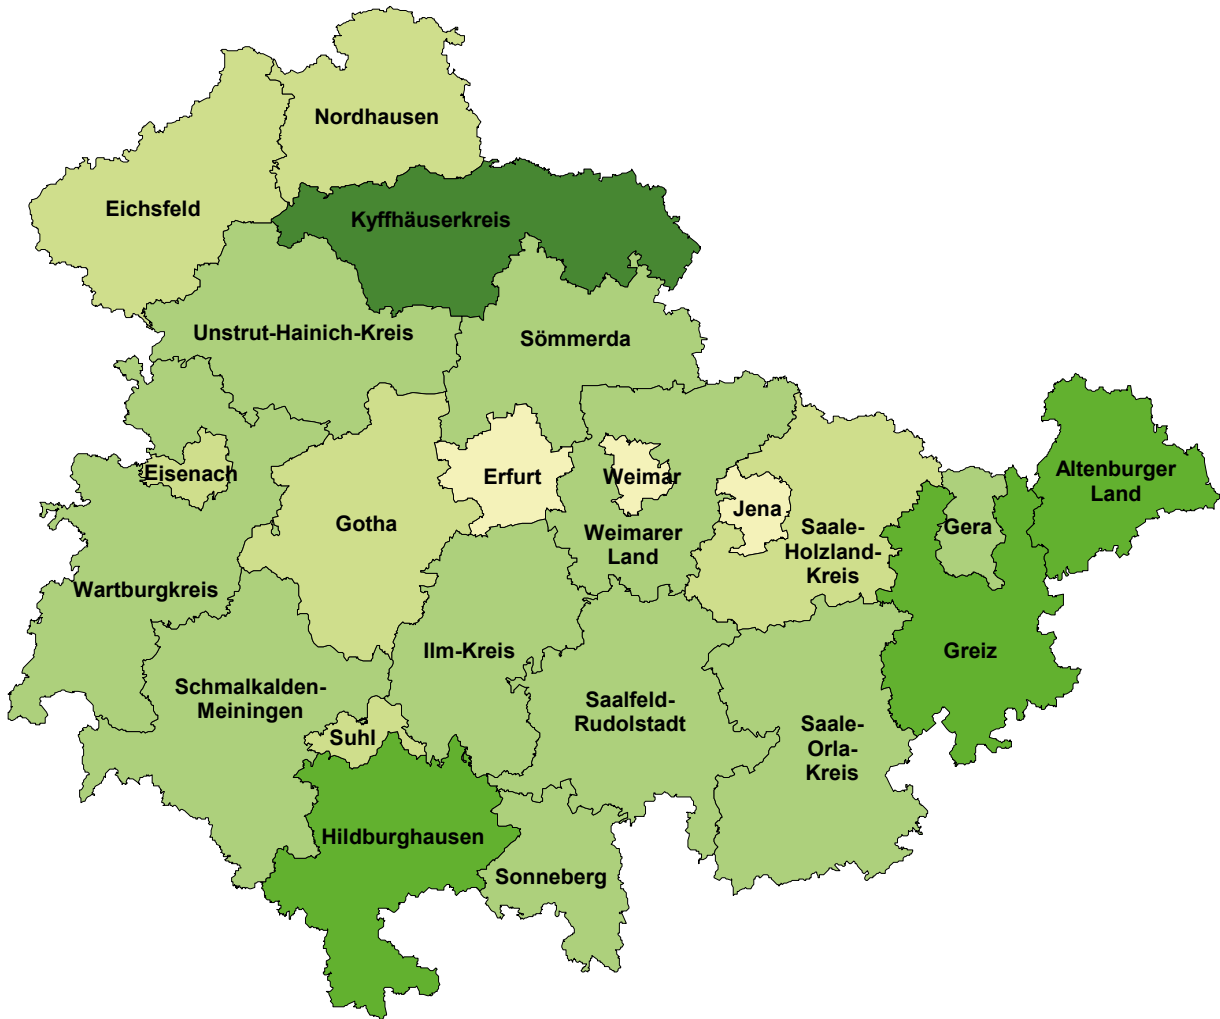 Nordhausen
Eichsfeld
Kyffhäuserkreis
Unstrut-Hainich-Kreis
Sömmerda
Eisenach
Gotha
Erfurt
Weimar
Weimarer
Land
Jena
Saale-
Holzland-
Kreis
Gera
Altenburger
Land
Wartburgkreis
Greiz
Ilm-Kreis
Schmalkalden-
Meiningen
Suhl
Saalfeld-
Rudolstadt
Saale-
Orla-
Kreis
Hildburghausen
Sonneberg